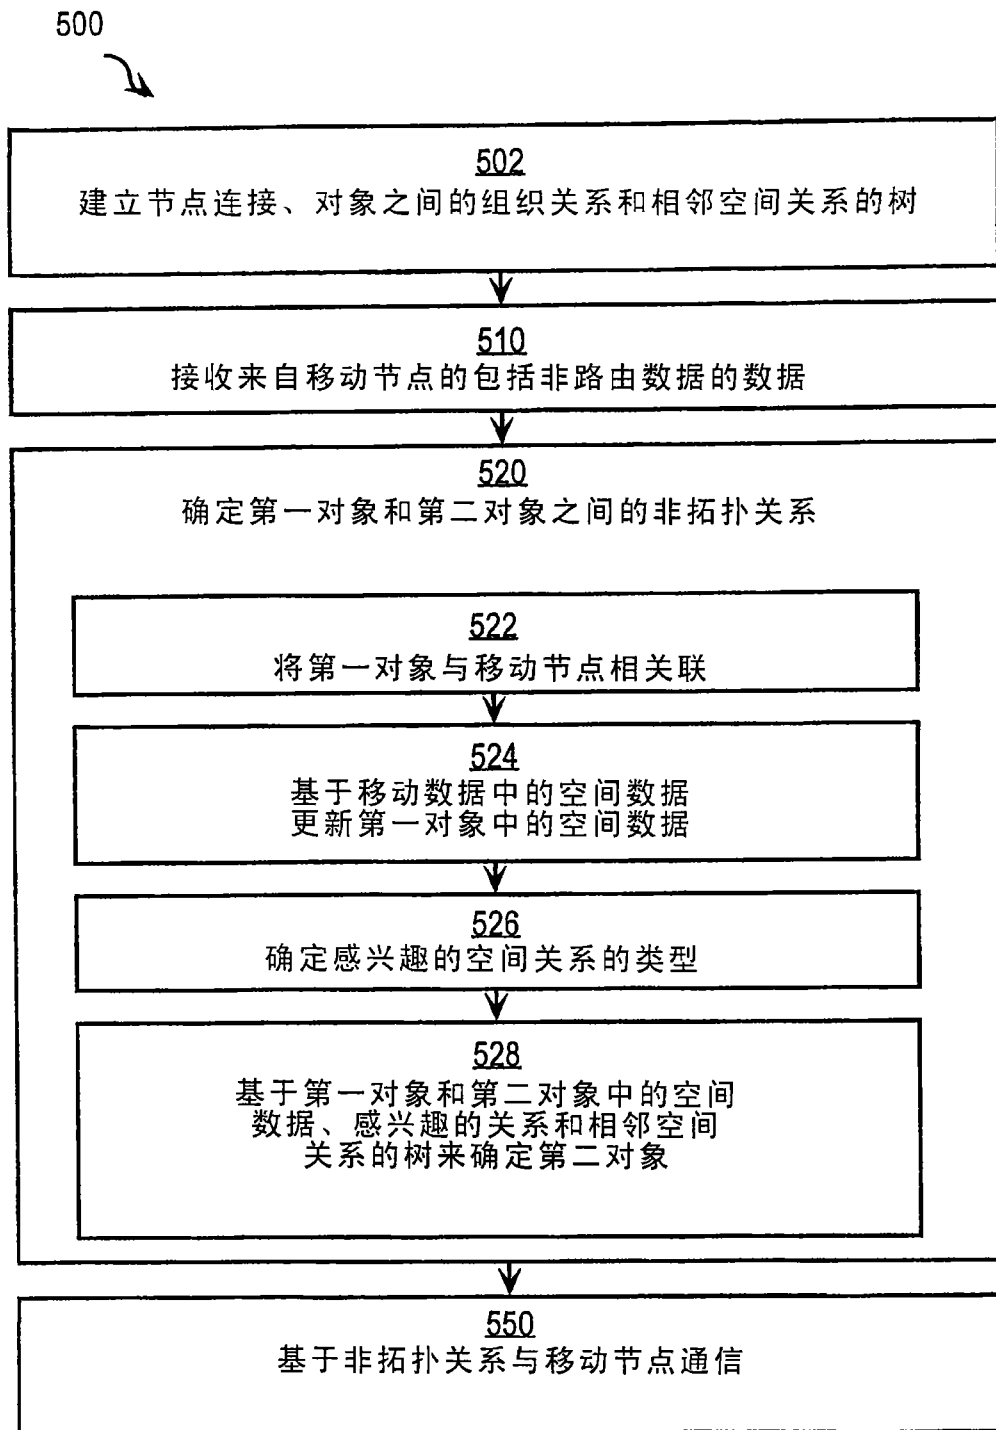 500
502
建立节点连接、对象之间的组织关系和相邻空间关系的树
510
接收来自移动节点的包括非路由数据的数据
520
确定第一对象和第二对象之间的非拓扑关系
522
将第一对象与移动节点相关联
524
基于移动数据中的空间数据
更新第一对象中的空间数据
526
确定感兴趣的空间关系的类型
528
基于第一对象和第二对象中的空间
数据、感兴趣的关系和相邻空间
关系的树来确定第二对象
550
基于非拓扑关系与移动节点通信